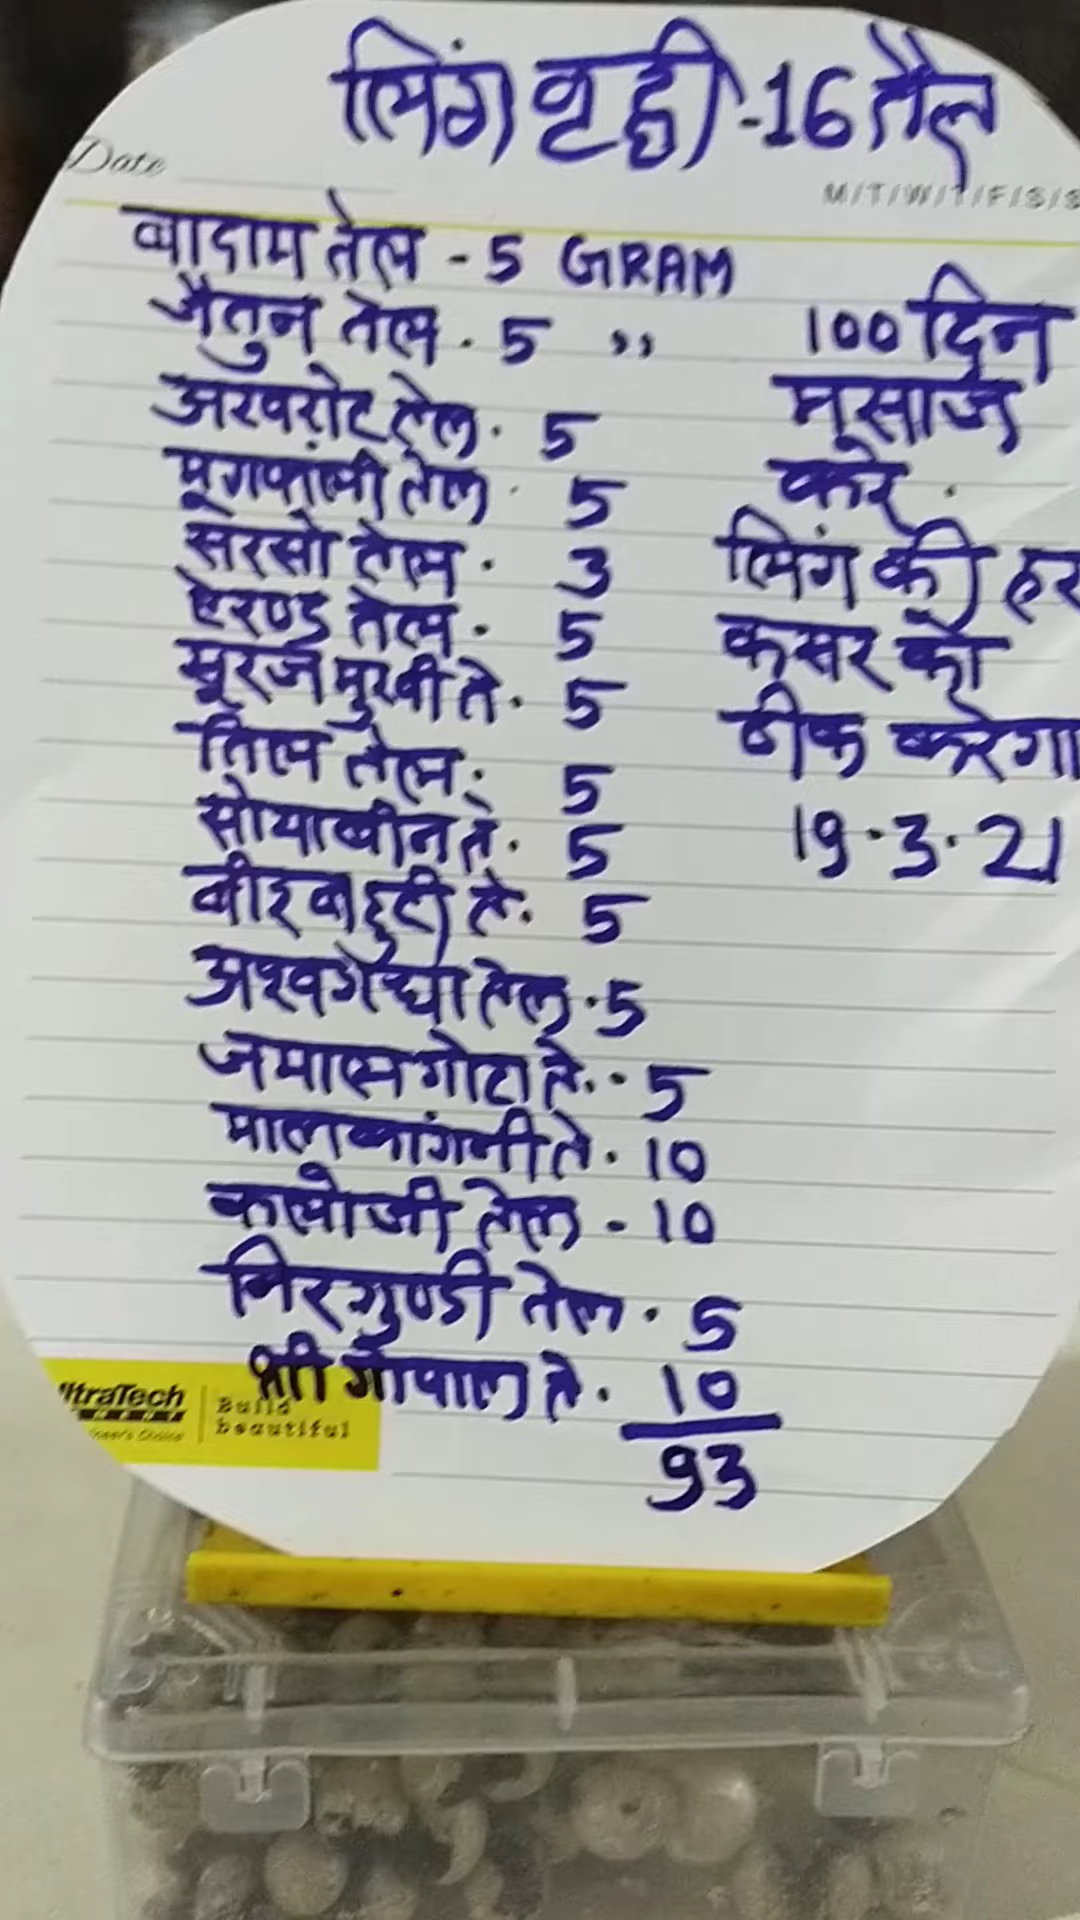 लिंग वृद्धी-16 तैल
Date
M/T/W/T/F/S/S
बादाम तेल - 5 GRAM
जैतुन तेल - 5 ,,
अखरोट तेल - 5
मूगफली तेल - 5
सरसो तेल - 3
ऐरण्ड तेल - 5
सूरजमुखी ते. 5
तिल तेल - 5
सोयाबीन ते. 5
बीरबहुटी ते. 5
अश्वगंधा तेल - 5
जमालगोटा ते. - 5
मालकांगनी ते. 10
कलोंजी तेल - 10
निरगुण्डी तेल - 5
श्री गोपाल ते. 10
93
100 दिन
मसाज
करे.
लिंग की हर
कसर को
ठीक करेगा
19.3.21
UltraTech
Build
beautiful